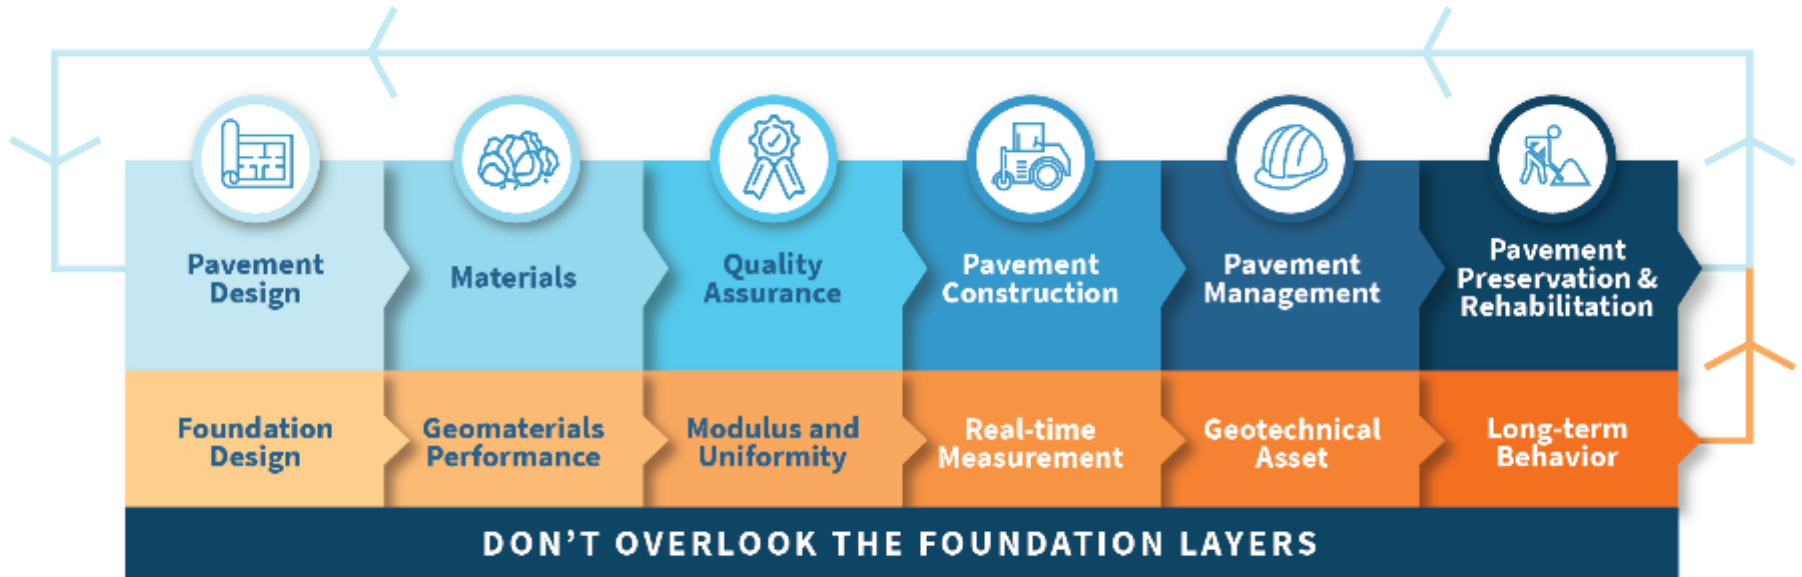 Pavement
Design
Materials
Quality
Assurance
Pavement
Construction
Pavement
Management
Pavement
Preservation &
Rehabilitation
Foundation
Design
Geomaterials
Performance
Modulus and
Uniformity
Real-time
Measurement
Geotechnical
Asset
Long-term
Behavior
DON'T OVERLOOK THE FOUNDATION LAYERS